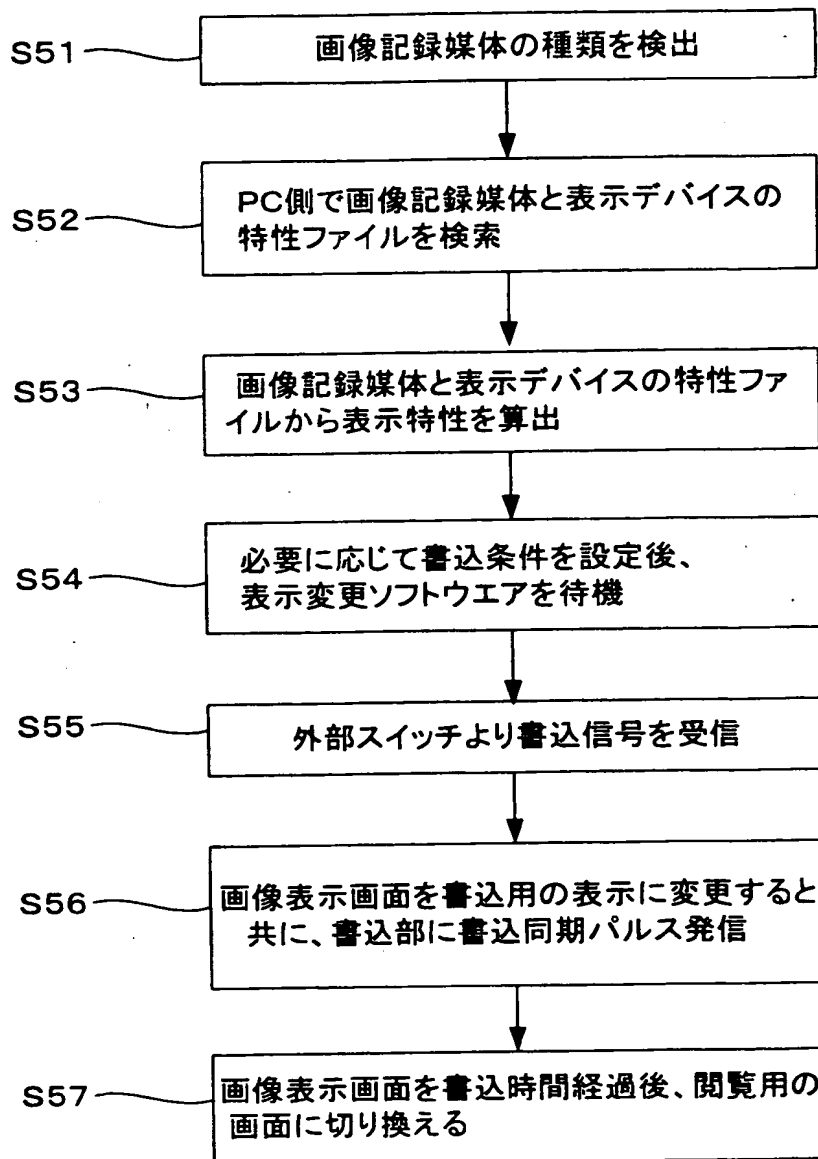 S51
画像記録媒体の種類を検出
S52
PC側で画像記録媒体と表示デバイスの
特性ファイルを検索
S53
画像記録媒体と表示デバイスの特性ファ
イルから表示特性を算出
S54
必要に応じて書込条件を設定後、
表示変更ソフトウエアを待機
S55
外部スイッチより書込信号を受信
S56
画像表示画面を書込用の表示に変更すると
共に、書込部に書込同期パルス発信
S57
画像表示画面を書込時間経過後、閲覧用の
画面に切り換える